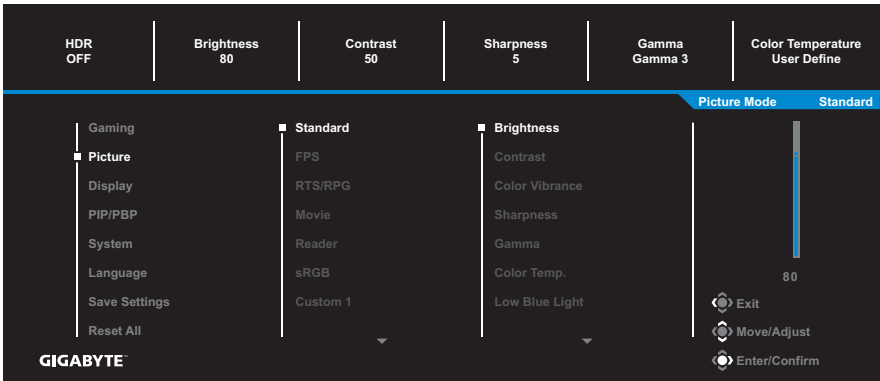 HDR Brightness Contrast Sharpness Gamma Color Temperature
OFF 80 50 5 Gamma 3 User Define
Picture Mode Standard
Gaming Standard Brightness
Picture FPS Contrast
Display RTS/RPG Color Vibrance
PIP/PBP Movie Sharpness
System Reader Gamma
Language sRGB Color Temp. 80
Save Settings Custom 1 Low Blue Light Exit
Reset All Move/Adjust
GIGABYTE™ Enter/Confirm